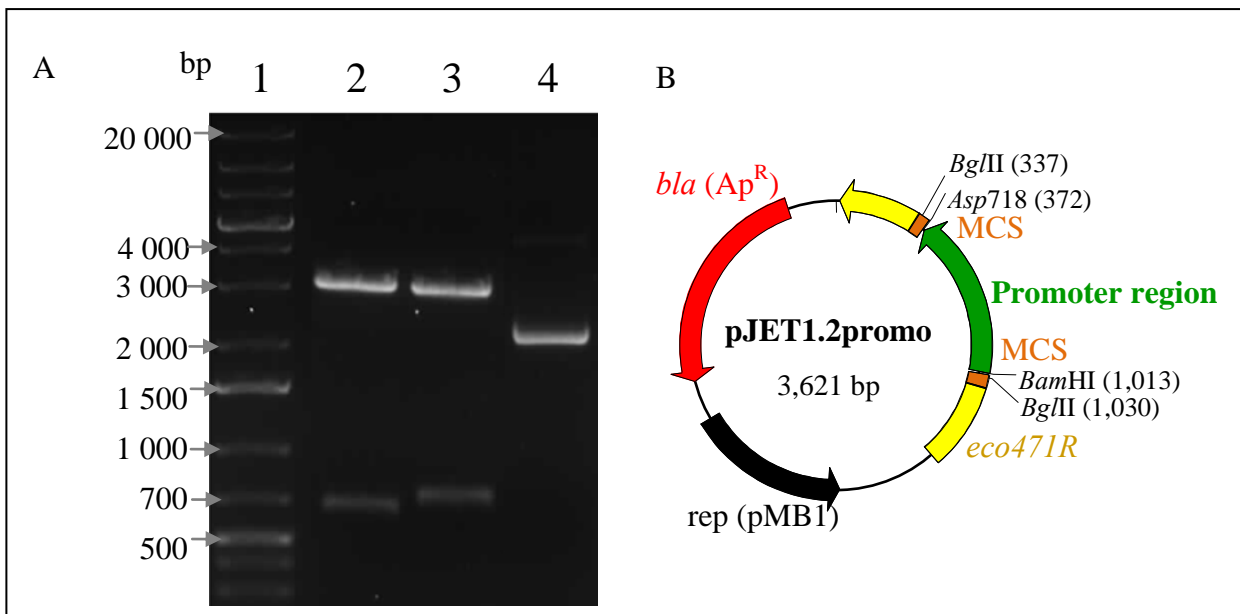 A
bp
1 2 3 4
20 000
4 000
3 000
2 000
1 500
1 000
700
500
B
bla (Ap^R)
BglII (337)
Asp718 (372)
MCS
Promoter region
pJET1.2promo
3,621 bp
MCS
BamHI (1,013)
BglII (1,030)
eco471R
rep (pMB1)